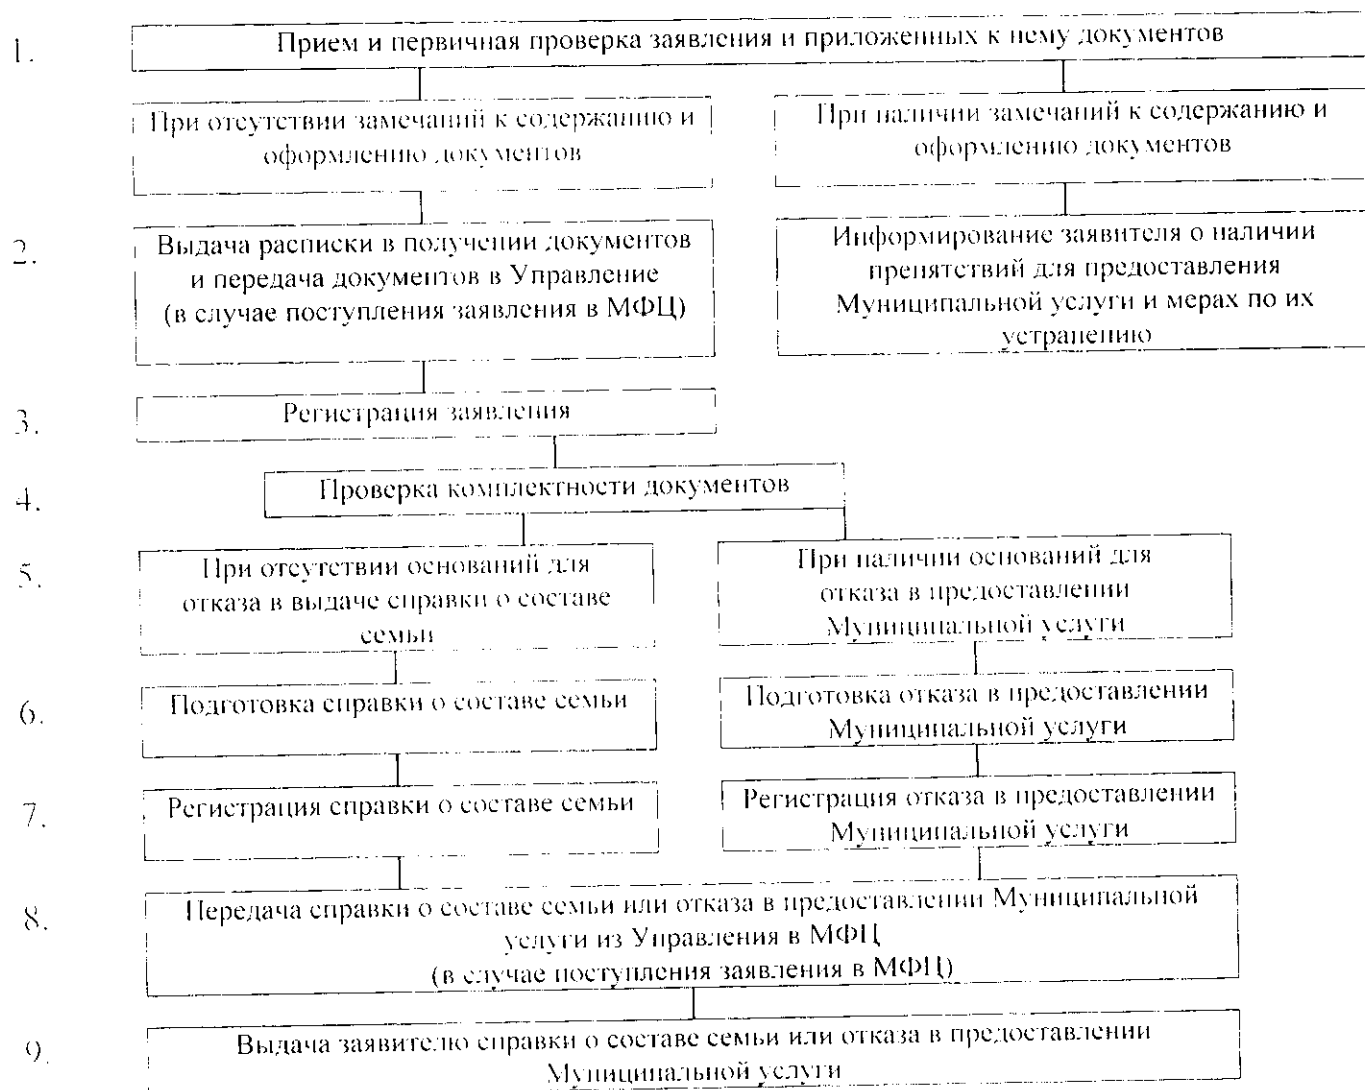 1.
Прием и первичная проверка заявления и приложенных к нему документов
При отсутствии замечаний к содержанию и
оформлению документов
При наличии замечаний к содержанию и
оформлению документов
2.
Выдача расписки в получении документов
и передача документов в Управление
(в случае поступления заявления в МФЦ)
Информирование заявителя о наличии
препятствий для предоставления
Муниципальной услуги и мерах по их
устранению
3.
Регистрация заявления
4.
Проверка комплектности документов
5.
При отсутствии оснований для
отказа в выдаче справки о составе
семьи
При наличии оснований для
отказа в предоставлении
Муниципальной услуги
6.
Подготовка справки о составе семьи
Подготовка отказа в предоставлении
Муниципальной услуги
7.
Регистрация справки о составе семьи
Регистрация отказа в предоставлении
Муниципальной услуги
8.
Передача справки о составе семьи или отказа в предоставлении Муниципальной
услуги из Управления в МФЦ
(в случае поступления заявления в МФЦ)
9.
Выдача заявителю справки о составе семьи или отказа в предоставлении
Муниципальной услуги